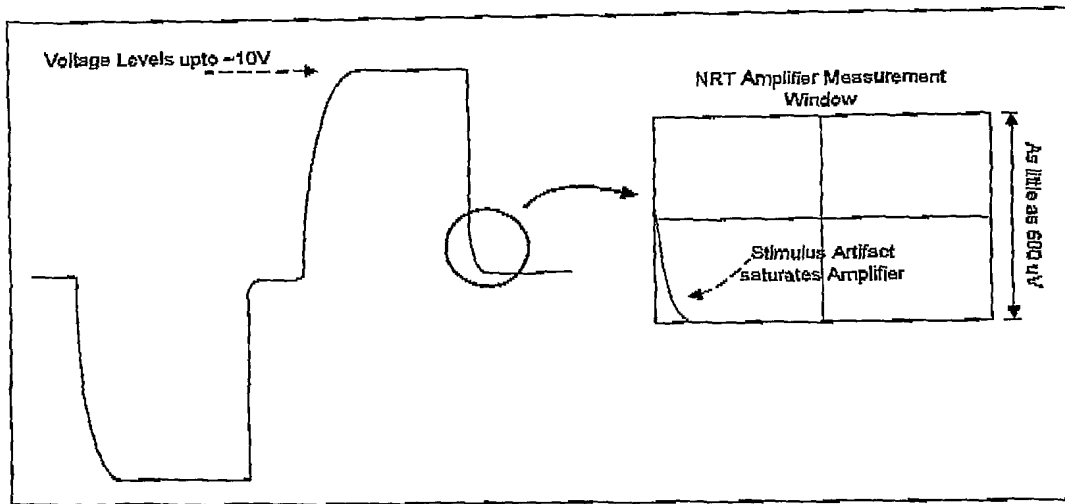 Voltage Levels upto ~10V
NRT Amplifier Measurement
Window
Stimulus Artifact
saturates Amplifier
As little as 600 uV